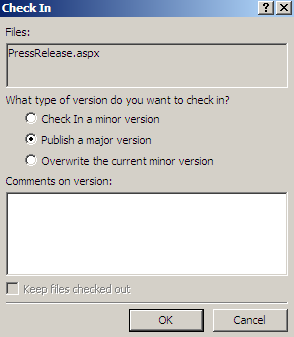 Check In
Files:
PressRelease.aspx
What type of version do you want to check in?
Check In a minor version
Publish a major version
Overwrite the current minor version
Comments on version:
Keep files checked out
OK
Cancel